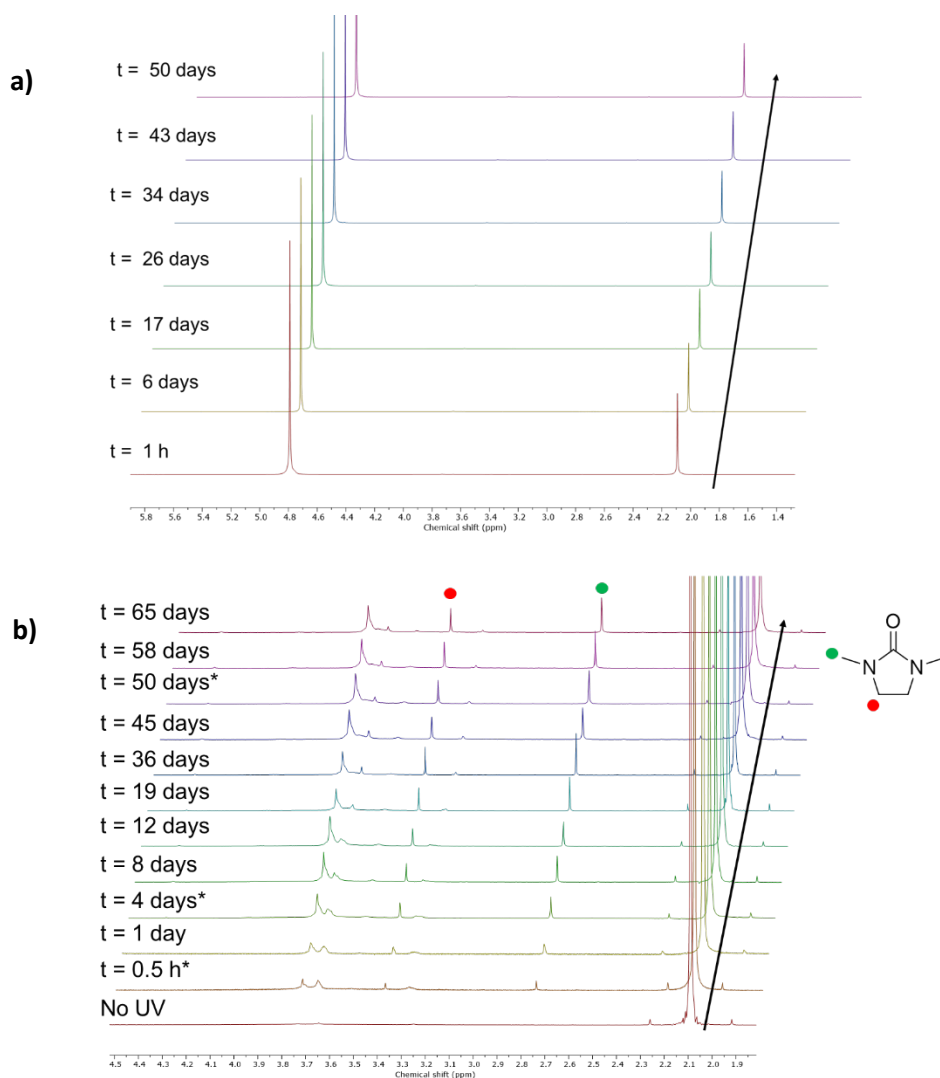 a)
t = 50 days
t = 43 days
t = 34 days
t = 26 days
t = 17 days
t = 6 days
t = 1 h
5.8 5.6 5.4 5.2 5.0 4.8 4.6 4.4 4.2 4.0 3.8 3.6 3.4 3.2 3.0 2.8 2.6 2.4 2.2 2.0 1.8 1.6 1.4
Chemical shift (ppm)
b)
t = 65 days
t = 58 days
t = 50 days*
t = 45 days
t = 36 days
t = 19 days
t = 12 days
t = 8 days
t = 4 days*
t = 1 day
t = 0.5 h*
No UV
O
N N
4.5 4.4 4.3 4.2 4.1 4.0 3.9 3.8 3.7 3.6 3.5 3.4 3.3 3.2 3.1 3.0 2.9 2.8 2.7 2.6 2.5 2.4 2.3 2.2 2.1 2.0 1.9
Chemical shift (ppm)